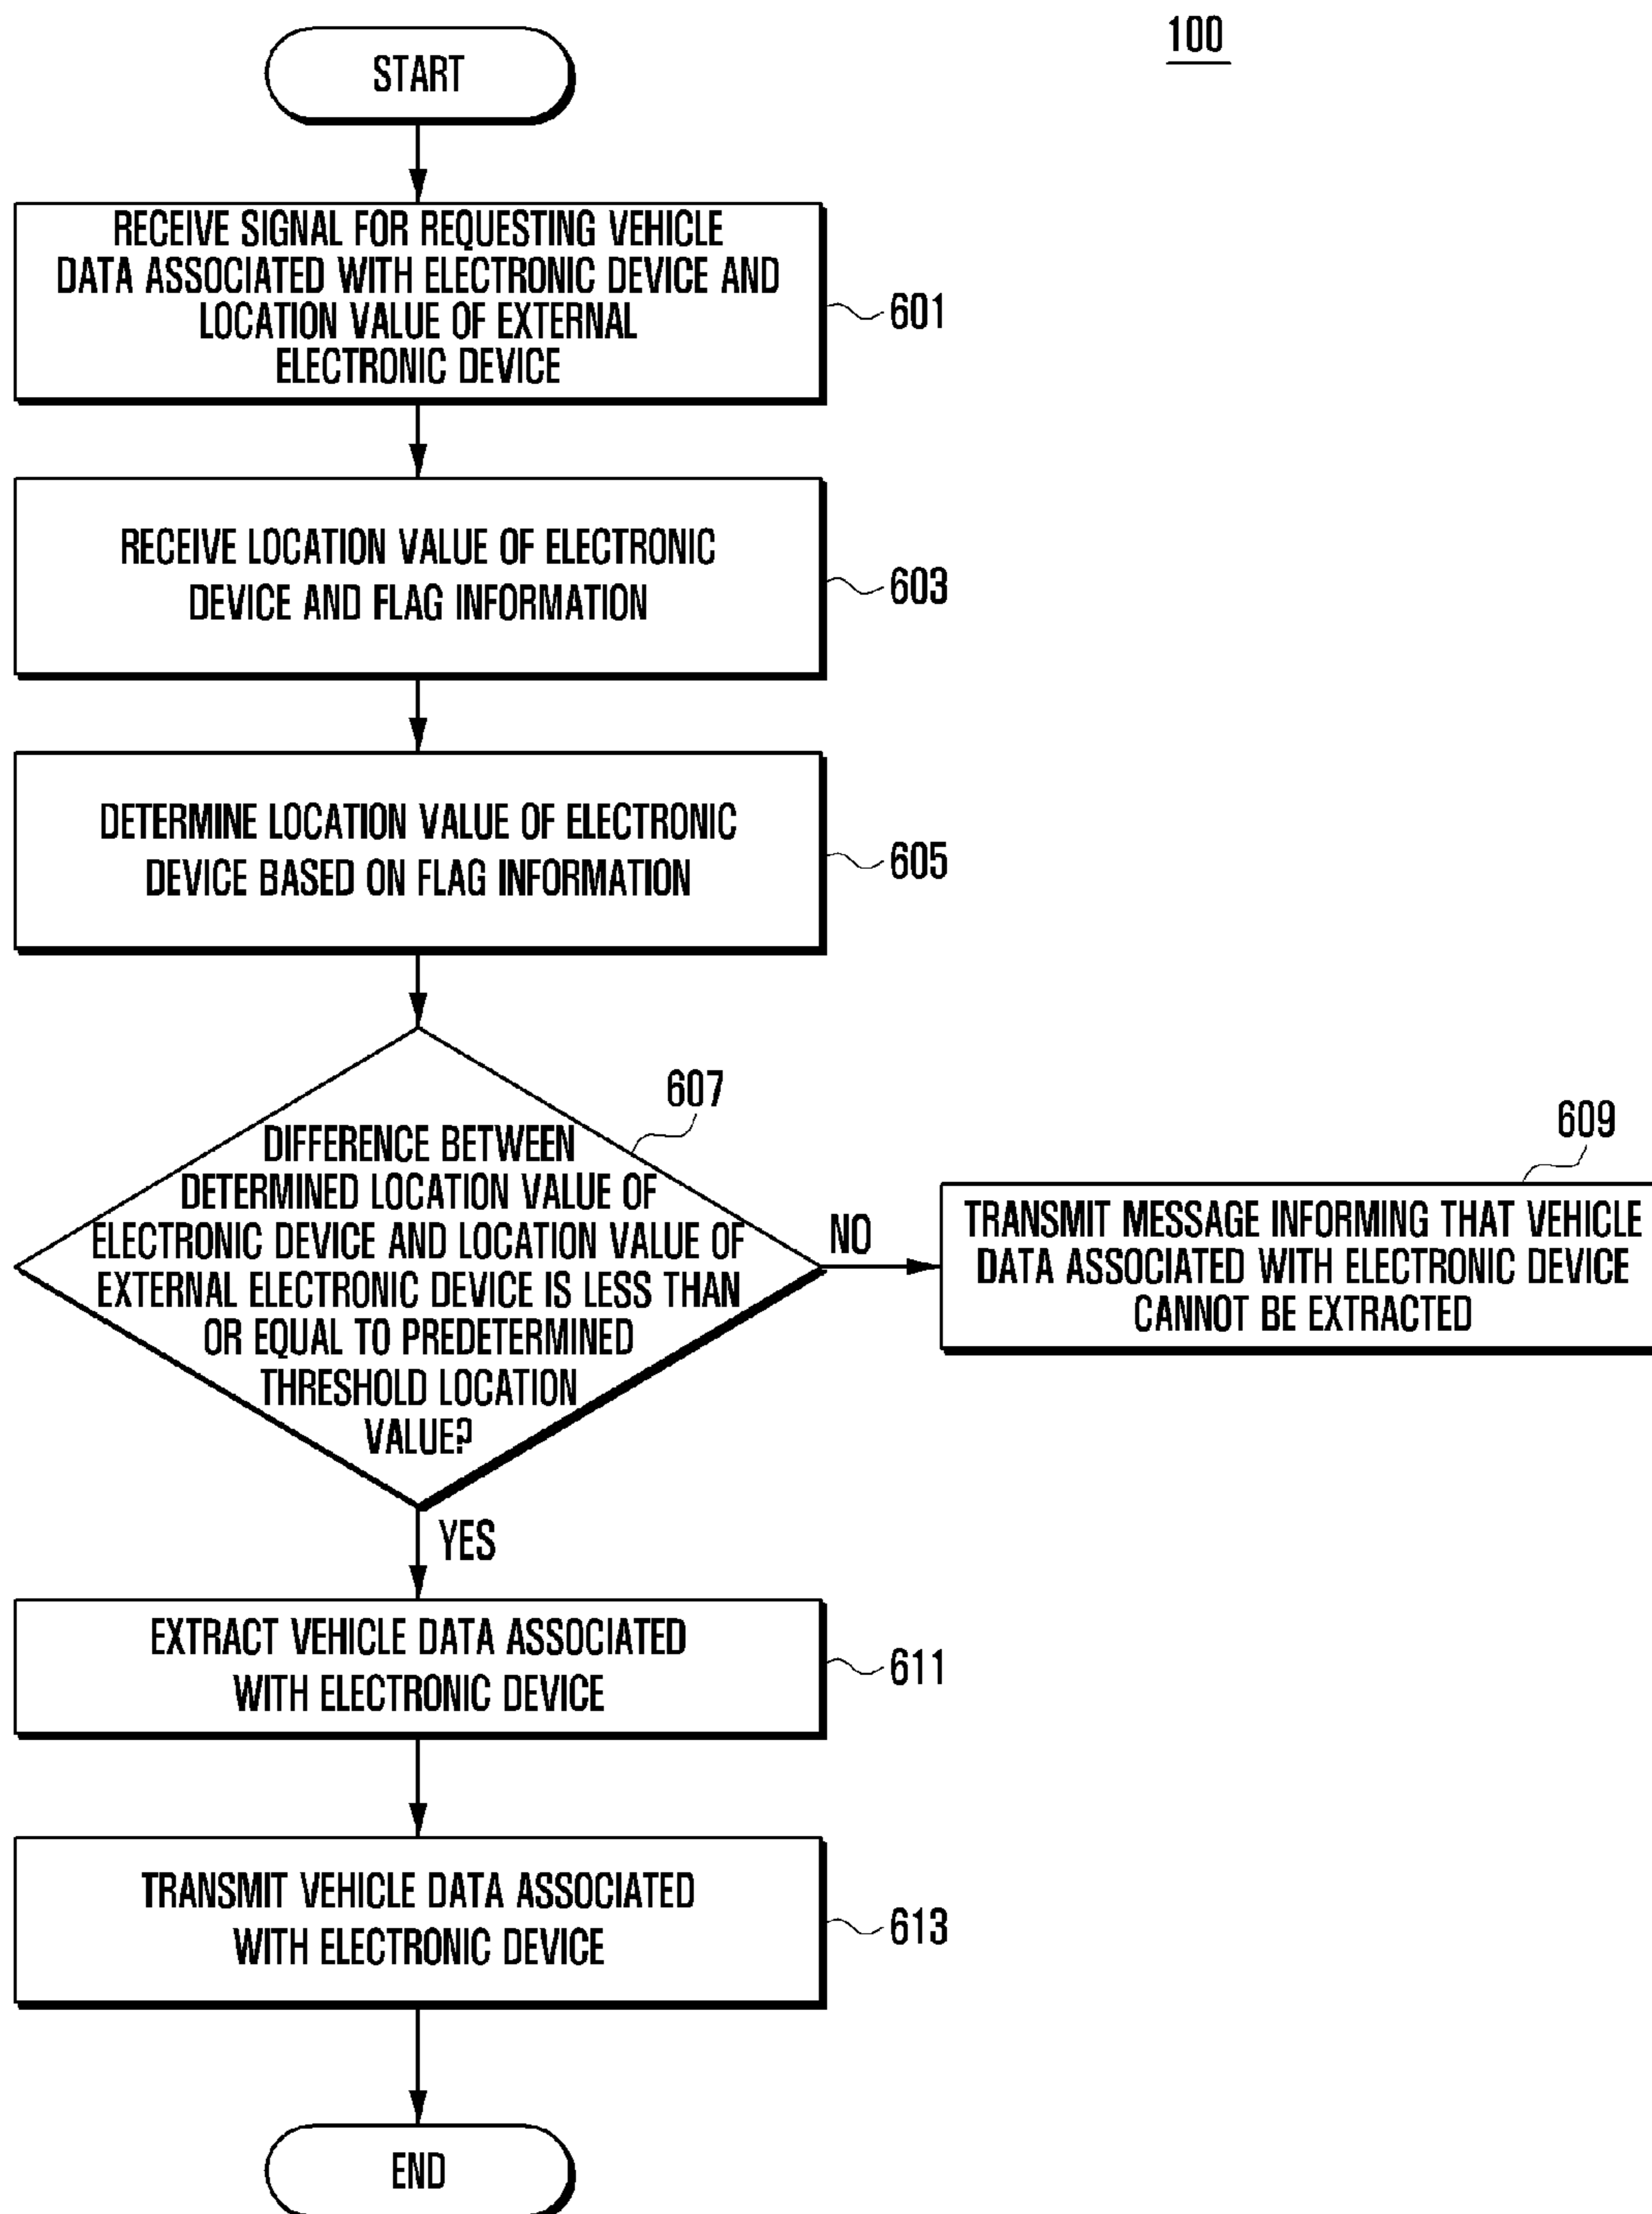 100
START
RECEIVE SIGNAL FOR REQUESTING VEHICLE
DATA ASSOCIATED WITH ELECTRONIC DEVICE AND
LOCATION VALUE OF EXTERNAL
ELECTRONIC DEVICE
601
RECEIVE LOCATION VALUE OF ELECTRONIC
DEVICE AND FLAG INFORMATION
603
DETERMINE LOCATION VALUE OF ELECTRONIC
DEVICE BASED ON FLAG INFORMATION
605
607
DIFFERENCE BETWEEN
DETERMINED LOCATION VALUE OF
ELECTRONIC DEVICE AND LOCATION VALUE OF
EXTERNAL ELECTRONIC DEVICE IS LESS THAN
OR EQUAL TO PREDETERMINED
THRESHOLD LOCATION
VALUE?
NO
609
TRANSMIT MESSAGE INFORMING THAT VEHICLE
DATA ASSOCIATED WITH ELECTRONIC DEVICE
CANNOT BE EXTRACTED
YES
EXTRACT VEHICLE DATA ASSOCIATED
WITH ELECTRONIC DEVICE
611
TRANSMIT VEHICLE DATA ASSOCIATED
WITH ELECTRONIC DEVICE
613
END